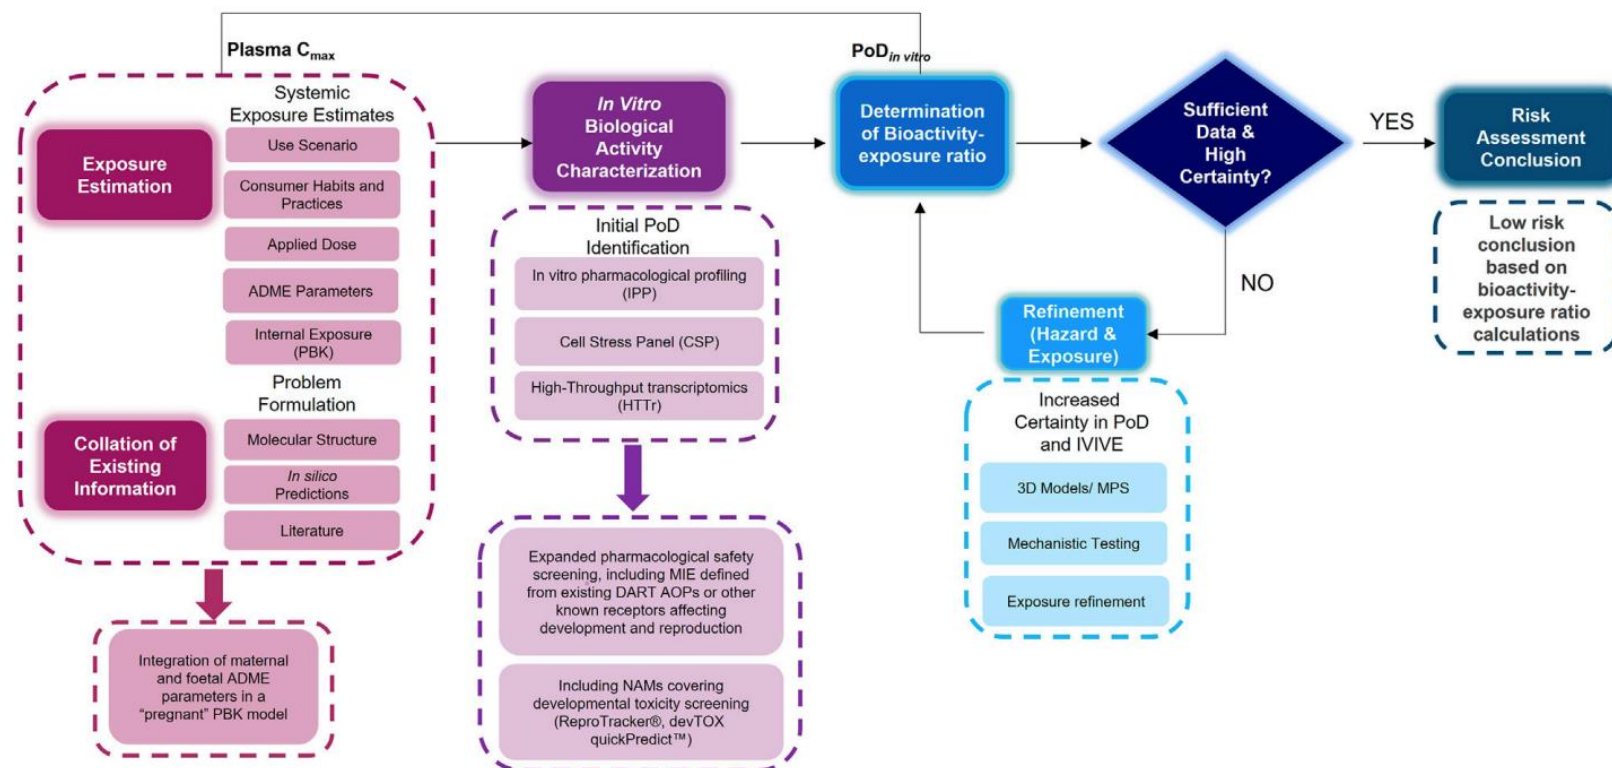 Plasma Cmax
PoDin vitro
Systemic
Exposure Estimates
Exposure
Estimation
Use Scenario
Consumer Habits and
Practices
Applied Dose
ADME Parameters
Internal Exposure
(PBK)
Problem
Formulation
Collation of
Existing
Information
Molecular Structure
In silico
Predictions
Literature
Integration of maternal
and foetal ADME
parameters in a
“pregnant” PBK model
In Vitro
Biological
Activity
Characterization
Initial PoD
Identification
In vitro pharmacological profiling
(IPP)
Cell Stress Panel (CSP)
High-Throughput transcriptomics
(HTTr)
Expanded pharmacological safety
screening, including MIE defined
from existing DART AOPs or other
known receptors affecting
development and reproduction
Including NAMs covering
developmental toxicity screening
(ReproTracker®, devTOX
quickPredict™)
Determination
of Bioactivity-
exposure ratio
Sufficient
Data &
High
Certainty?
YES
NO
Refinement
(Hazard &
Exposure)
Increased
Certainty in PoD
and IVIVE
3D Models/ MPS
Mechanistic Testing
Exposure refinement
Risk
Assessment
Conclusion
Low risk
conclusion
based on
bioactivity-
exposure ratio
calculations